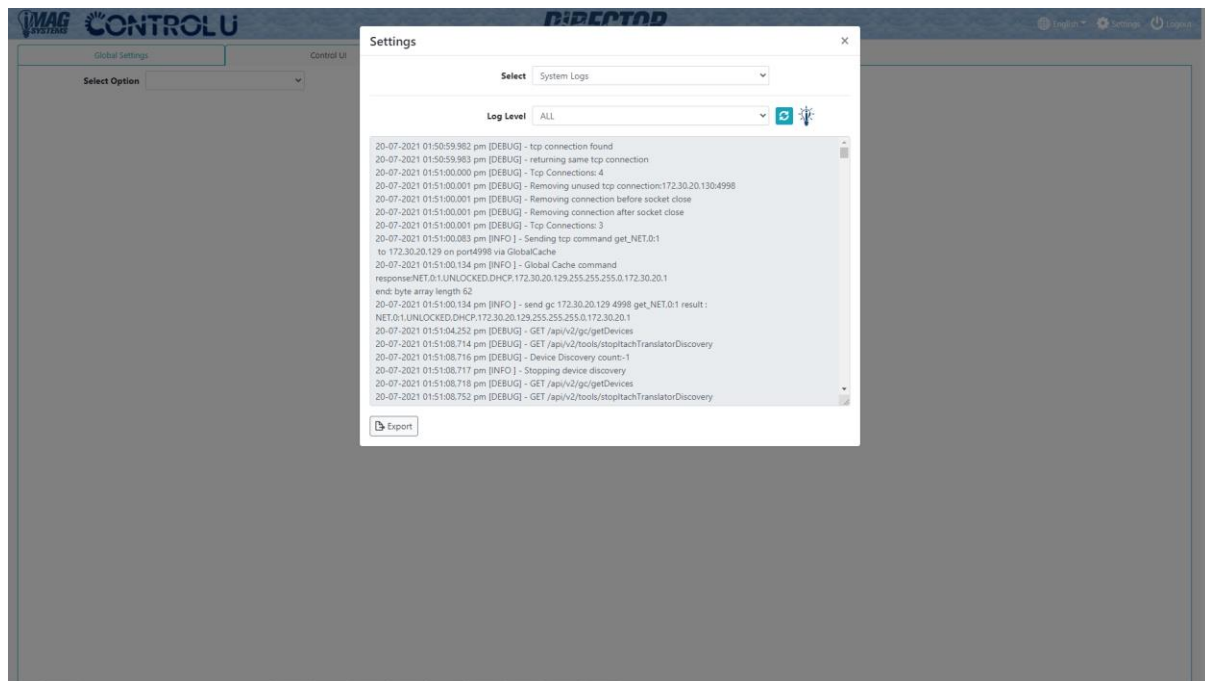 iMAG SYSTEMS CONTROLU DIRECTOR English Settings Logout
Global Settings Control UI
Select Option
Settings ×
Select System Logs
Log Level ALL
20-07-2021 01:50:59.982 pm [DEBUG] - tcp connection found
20-07-2021 01:50:59.983 pm [DEBUG] - returning same tcp connection
20-07-2021 01:51:00.000 pm [DEBUG] - Tcp Connections: 4
20-07-2021 01:51:00.001 pm [DEBUG] - Removing unused tcp connection:172.30.20.130:4998
20-07-2021 01:51:00.001 pm [DEBUG] - Removing connection before socket close
20-07-2021 01:51:00.001 pm [DEBUG] - Removing connection after socket close
20-07-2021 01:51:00.001 pm [DEBUG] - Tcp Connections: 3
20-07-2021 01:51:00.083 pm [INFO ] - Sending tcp command get_NET,0:1
to 172.30.20.129 on port4998 via GlobalCache
20-07-2021 01:51:00.134 pm [INFO ] - Global Cache command
response:NET,0:1,UNLOCKED,DHCP,172.30.20.129,255.255.255.0,172.30.20.1
end: byte array length 62
20-07-2021 01:51:00.134 pm [INFO ] - send gc 172.30.20.129 4998 get_NET,0:1 result :
NET,0:1,UNLOCKED,DHCP,172.30.20.129,255.255.255.0,172.30.20.1
20-07-2021 01:51:04.252 pm [DEBUG] - GET /api/v2/gc/getDevices
20-07-2021 01:51:08.714 pm [DEBUG] - GET /api/v2/tools/stopItachTranslatorDiscovery
20-07-2021 01:51:08.716 pm [DEBUG] - Device Discovery count:-1
20-07-2021 01:51:08.717 pm [INFO ] - Stopping device discovery
20-07-2021 01:51:08.718 pm [DEBUG] - GET /api/v2/gc/getDevices
20-07-2021 01:51:08.752 pm [DEBUG] - GET /api/v2/tools/stopItachTranslatorDiscovery
Export